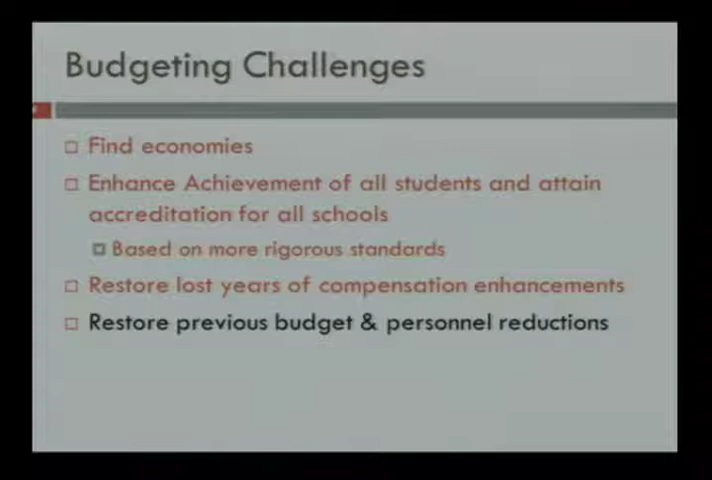 Budgeting Challenges
Find economies
Enhance Achievement of all students and attain
accreditation for all schools
Based on more rigorous standards
Restore lost years of compensation enhancements
Restore previous budget & personnel reductions